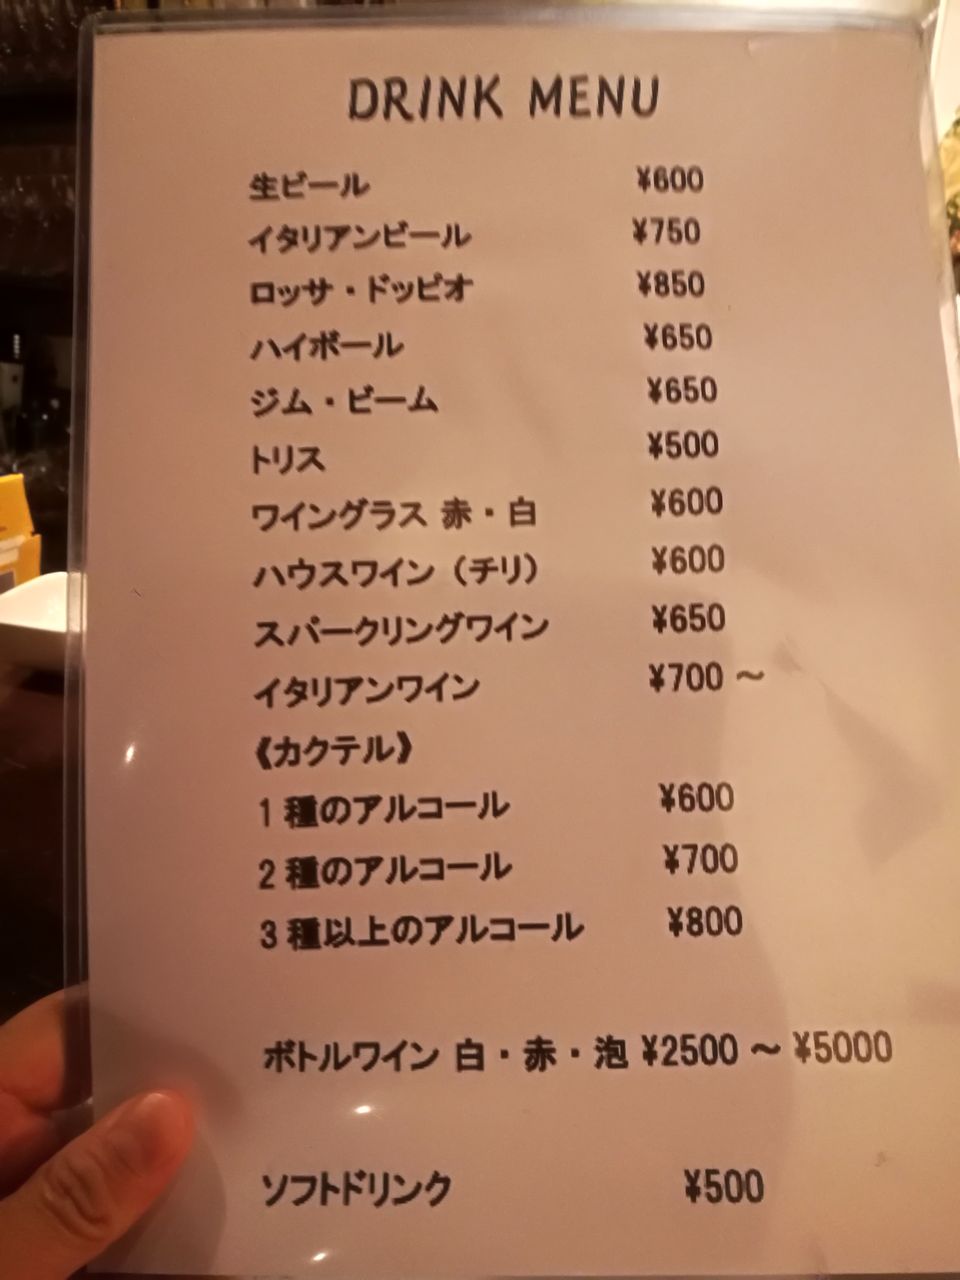 DRINK MENU
生ビール ¥600
イタリアンビール ¥750
ロッサ・ドッピオ ¥850
ハイボール ¥650
ジム・ビーム ¥650
トリス ¥500
ワイングラス 赤・白 ¥600
ハウスワイン（チリ） ¥600
スパークリングワイン ¥650
イタリアンワイン ¥700 ～
《カクテル》
1 種のアルコール ¥600
2 種のアルコール ¥700
3 種以上のアルコール ¥800
ボトルワイン 白・赤・泡 ¥2500 ～ ¥5000
ソフトドリンク ¥500